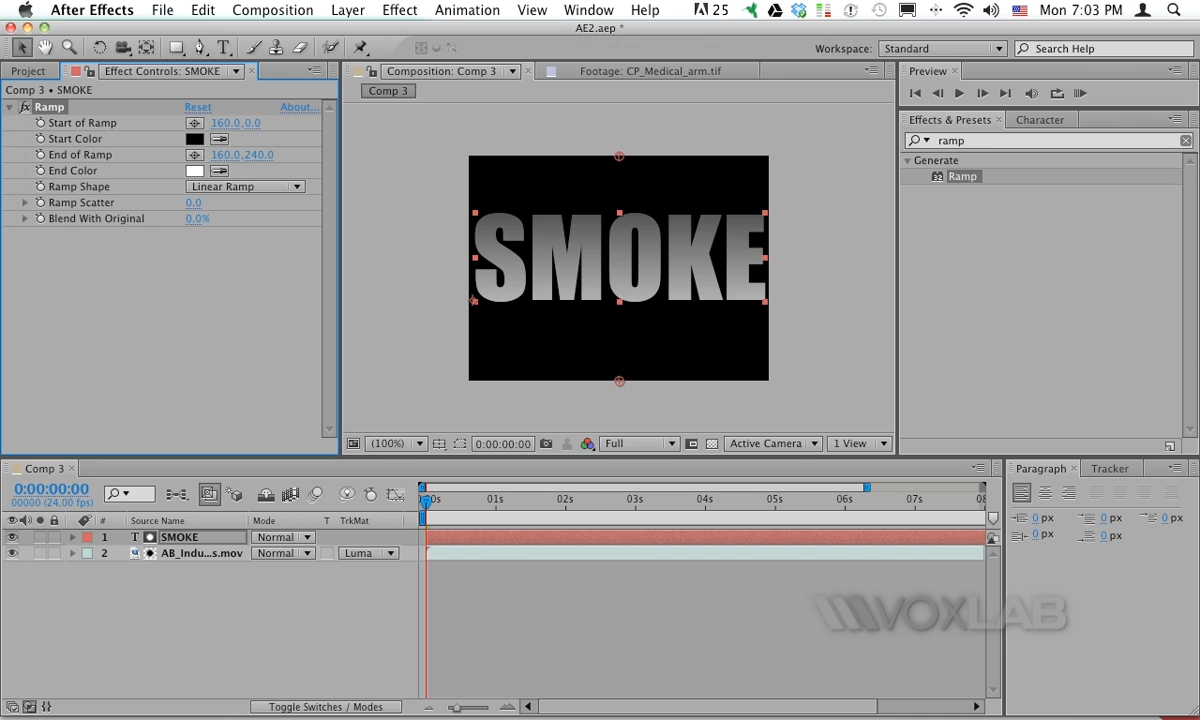 After Effects File Edit Composition Layer Effect Animation View Window Help 25 Mon 7:03 PM
AE2.aep *
Workspace: Standard Search Help
Project Effect Controls: SMOKE Composition: Comp 3 Footage: CP_Medical_arm.tif Preview
Comp 3 • SMOKE
Comp 3
fx Ramp Reset About...
Start of Ramp 160.0,0.0
Start Color
End of Ramp 160.0,240.0
End Color
Ramp Shape Linear Ramp
Ramp Scatter 0.0
Blend With Original 0.0%
Effects & Presets Character
ramp
Generate
32 Ramp
SMOKE
(100%) 0:00:00:00 Full Active Camera 1 View
Comp 3
0:00:00:00
00000 (24.00 fps)
00s 01s 02s 03s 04s 05s 06s 07s 08
# Source Name Mode T TrkMat
1 T SMOKE Normal
2 AB_Indu...s.mov Normal Luma
Toggle Switches / Modes
Paragraph Tracker
0 px 0 px 0 px
0 px 0 px
VOXLAB